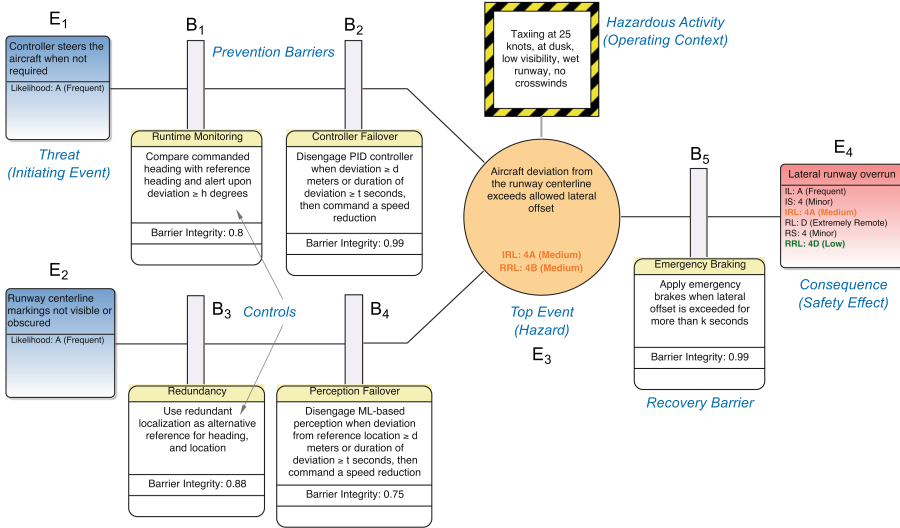 E1
Controller steers the
aircraft when not
required
Likelihood: A (Frequent)
Threat
(Initiating Event)
B1
Prevention Barriers
B2
Runtime Monitoring
Compare commanded
heading with reference
heading and alert upon
deviation ≥ h degrees
Barrier Integrity: 0.8
Controller Failover
Disengage PID controller
when deviation ≥ d
meters or duration of
deviation ≥ t seconds,
then command a speed
reduction
Barrier Integrity: 0.99
Taxiing at 25
knots, at dusk,
low visibility, wet
runway, no
crosswinds
Hazardous Activity
(Operating Context)
Aircraft deviation from
the runway centerline
exceeds allowed lateral
offset
IRL: 4A (Medium)
RRL: 4B (Medium)
Top Event
(Hazard)
E3
B5
Emergency Braking
Apply emergency
brakes when lateral
offset is exceeded for
more than k seconds
Barrier Integrity: 0.99
Recovery Barrier
E4
Lateral runway overrun
IL: A (Frequent)
IS: 4 (Minor)
IRL: 4A (Medium)
RL: D (Extremely Remote)
RS: 4 (Minor)
RRL: 4D (Low)
Consequence
(Safety Effect)
E2
Runway centerline
markings not visible or
obscured
Likelihood: A (Frequent)
B3
Controls
B4
Redundancy
Use redundant
localization as alternative
reference for heading,
and location
Barrier Integrity: 0.88
Perception Failover
Disengage ML-based
perception when deviation
from reference location ≥ d
meters or duration of
deviation ≥ t seconds, then
command a speed reduction
Barrier Integrity: 0.75